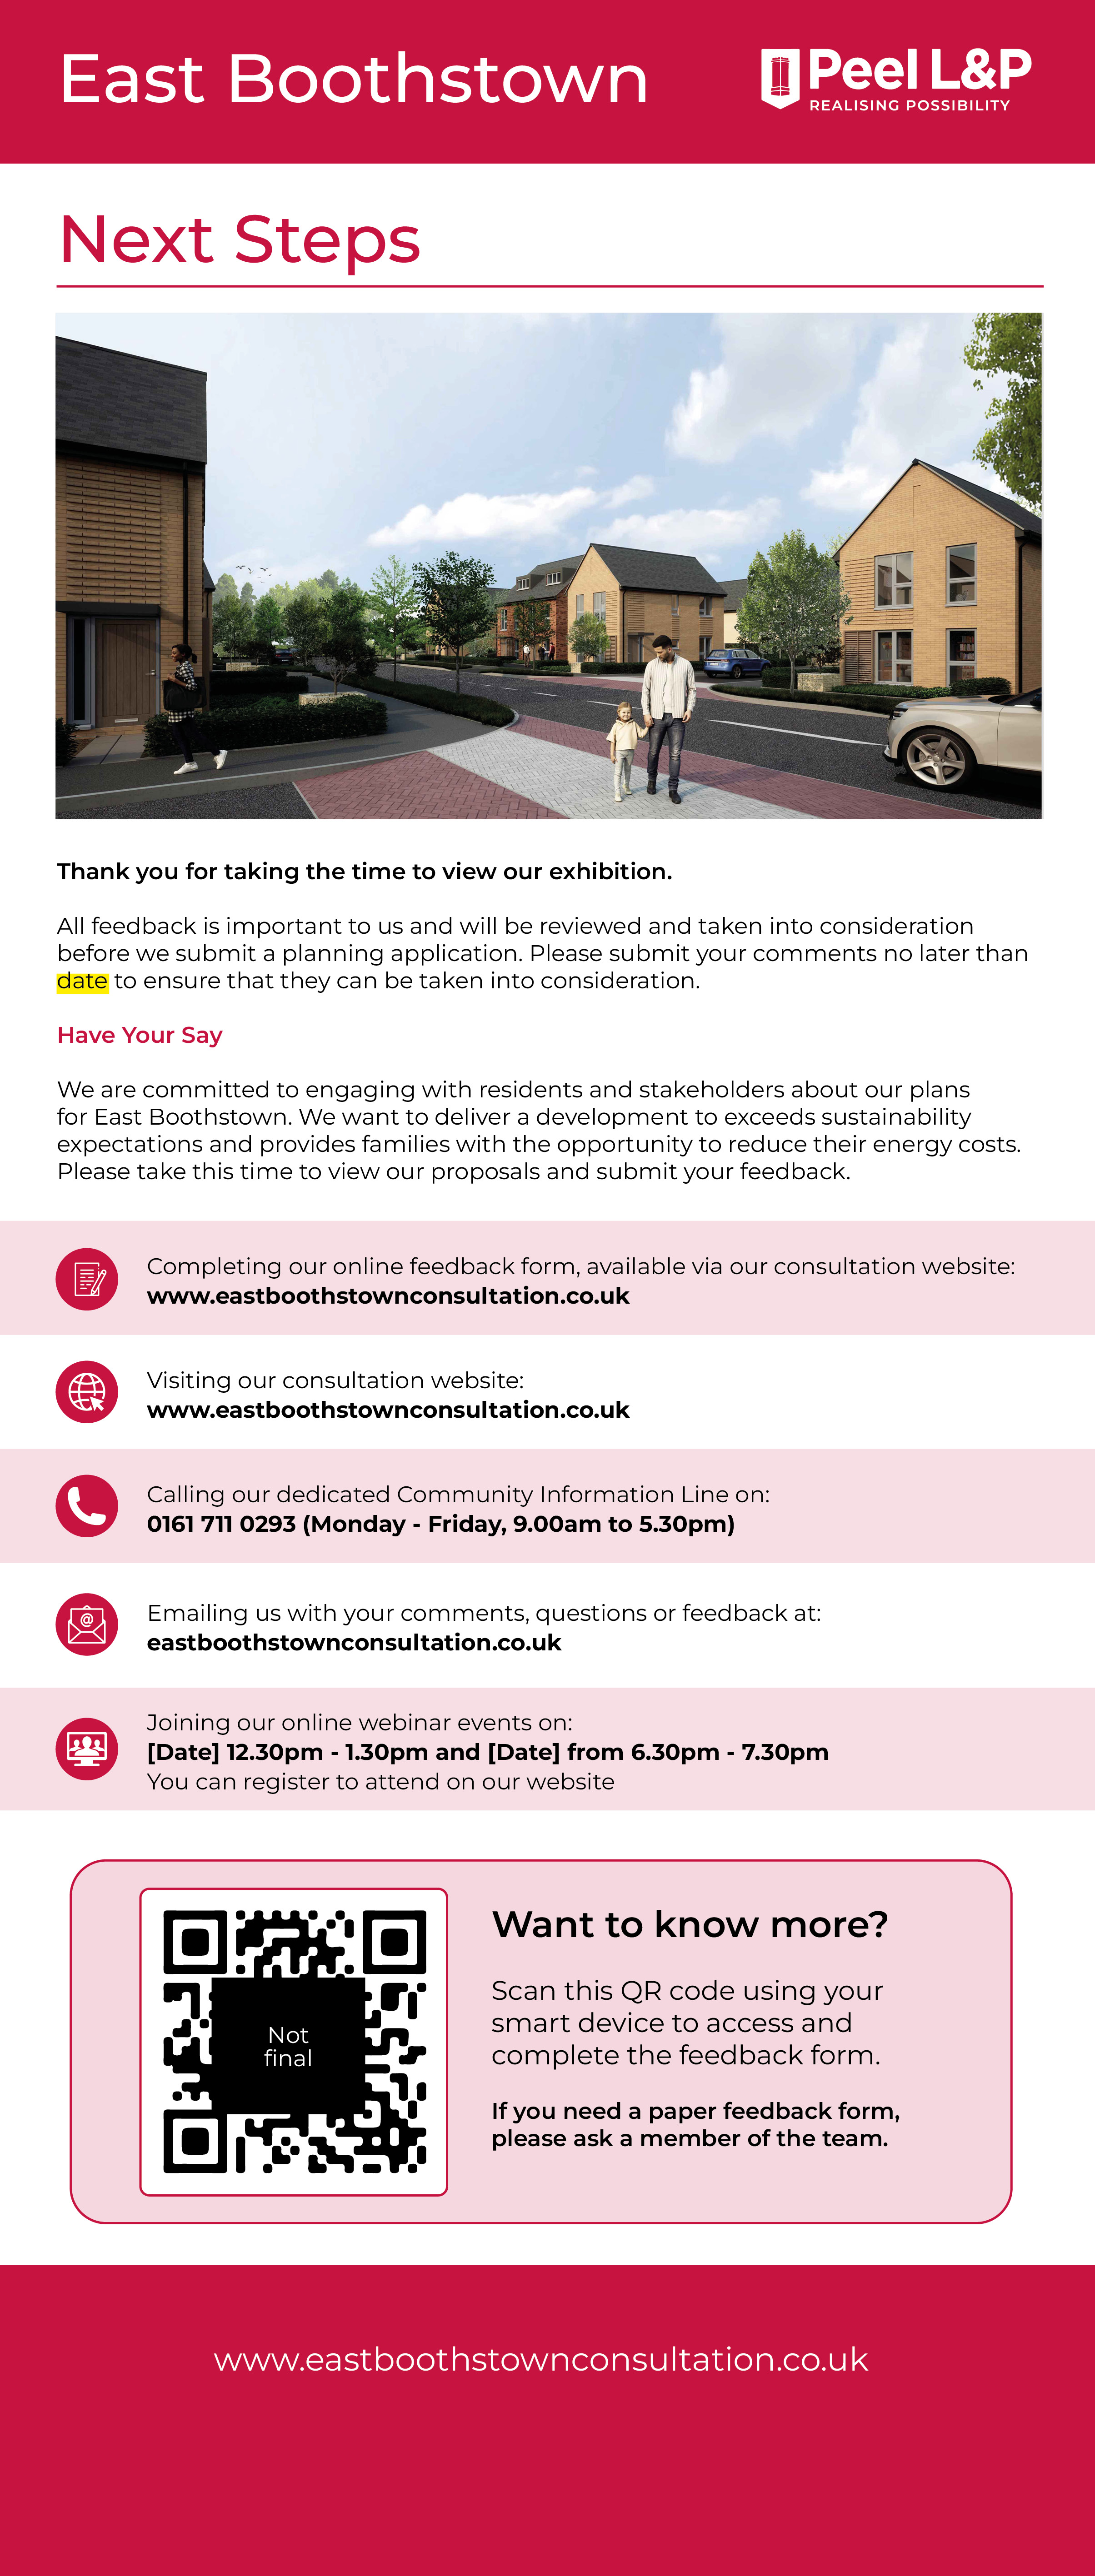 East Boothstown
Peel L&P
REALISING POSSIBILITY
Next Steps
Thank you for taking the time to view our exhibition.
All feedback is important to us and will be reviewed and taken into consideration
before we submit a planning application. Please submit your comments no later than
date to ensure that they can be taken into consideration.
Have Your Say
We are committed to engaging with residents and stakeholders about our plans
for East Boothstown. We want to deliver a development to exceeds sustainability
expectations and provides families with the opportunity to reduce their energy costs.
Please take this time to view our proposals and submit your feedback.
Completing our online feedback form, available via our consultation website:
www.eastboothstownconsultation.co.uk
Visiting our consultation website:
www.eastboothstownconsultation.co.uk
Calling our dedicated Community Information Line on:
0161 711 0293 (Monday - Friday, 9.00am to 5.30pm)
@
Emailing us with your comments, questions or feedback at:
eastboothstownconsultation.co.uk
Joining our online webinar events on:
[Date] 12.30pm - 1.30pm and [Date] from 6.30pm - 7.30pm
You can register to attend on our website
Not
final
Want to know more?
Scan this QR code using your
smart device to access and
complete the feedback form.
If you need a paper feedback form,
please ask a member of the team.
www.eastboothstownconsultation.co.uk